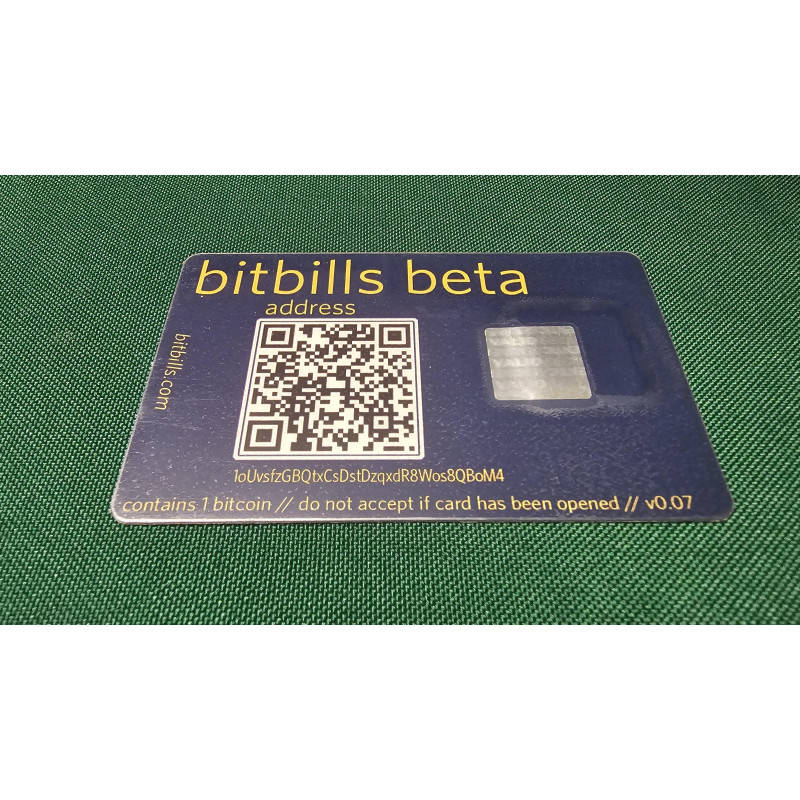 bitbills beta
address
bitbills.com
1oUvsfzGBQtxCsDstDzqxdR8Wos8QBoM4
contains 1 bitcoin // do not accept if card has been opened // v0.07